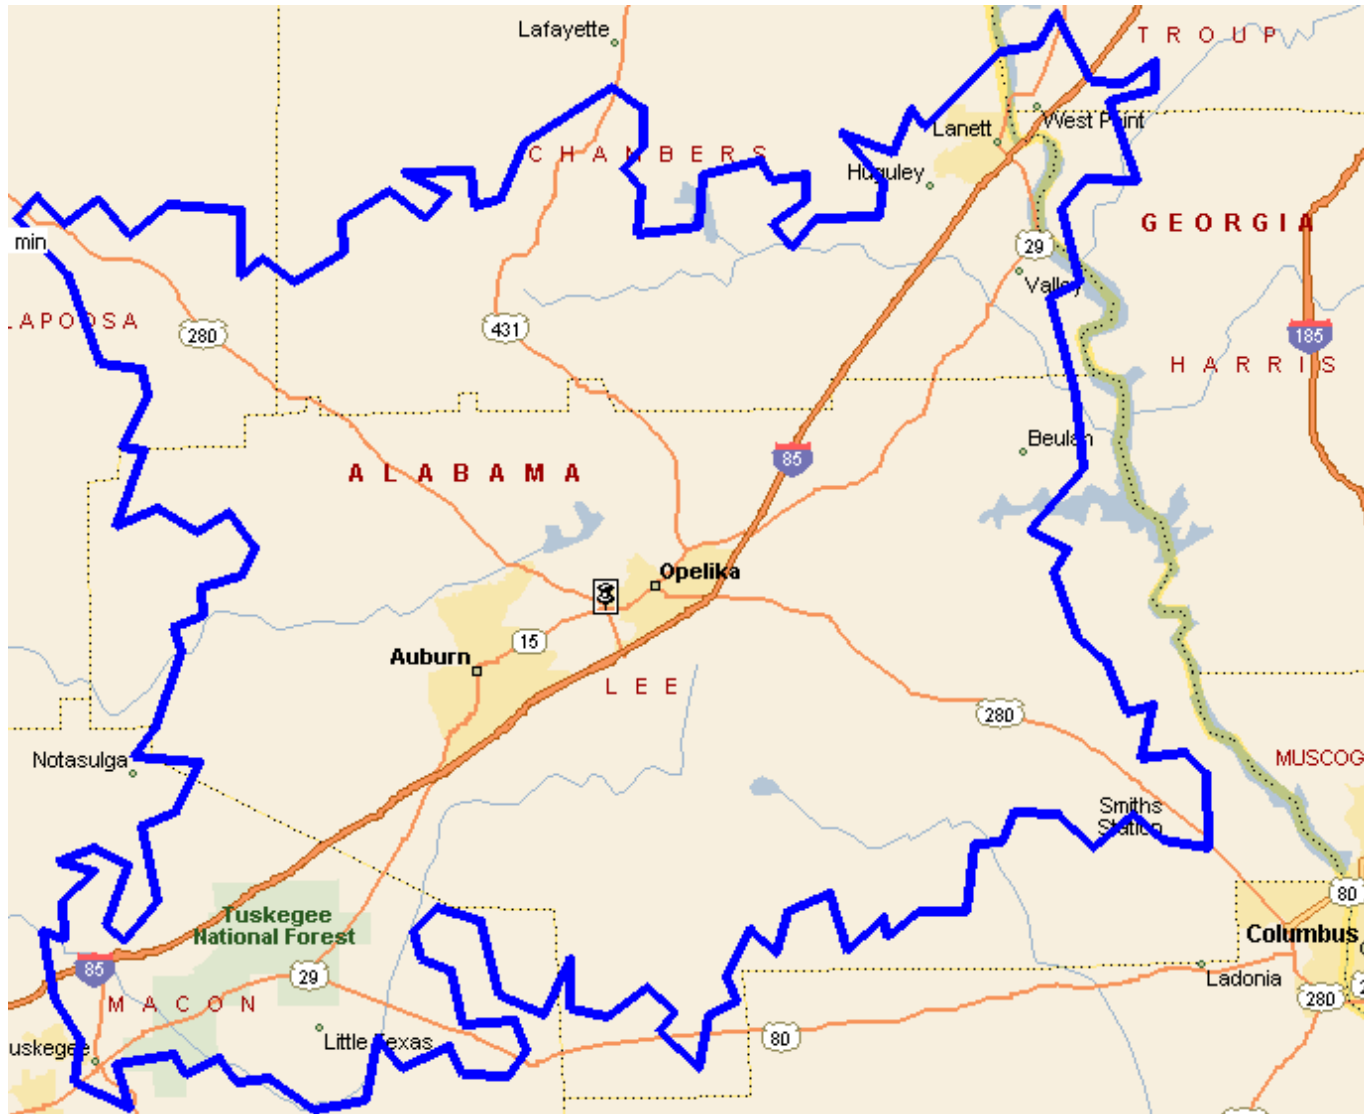 Lafayette
TROUP
West Point
Lanett
CHAMBERS
Huguley
GEORGIA
min
29
Valley
LAPOOSA
280
431
185
HARRIS
Beulah
85
ALABAMA
Opelika
15
Auburn
LEE
280
Notasulga
MUSCOG
Smiths
Station
80
Tuskegee
National Forest
Columbus
85
29
Ladonia
MACON
280
Little Texas
80
uskegee